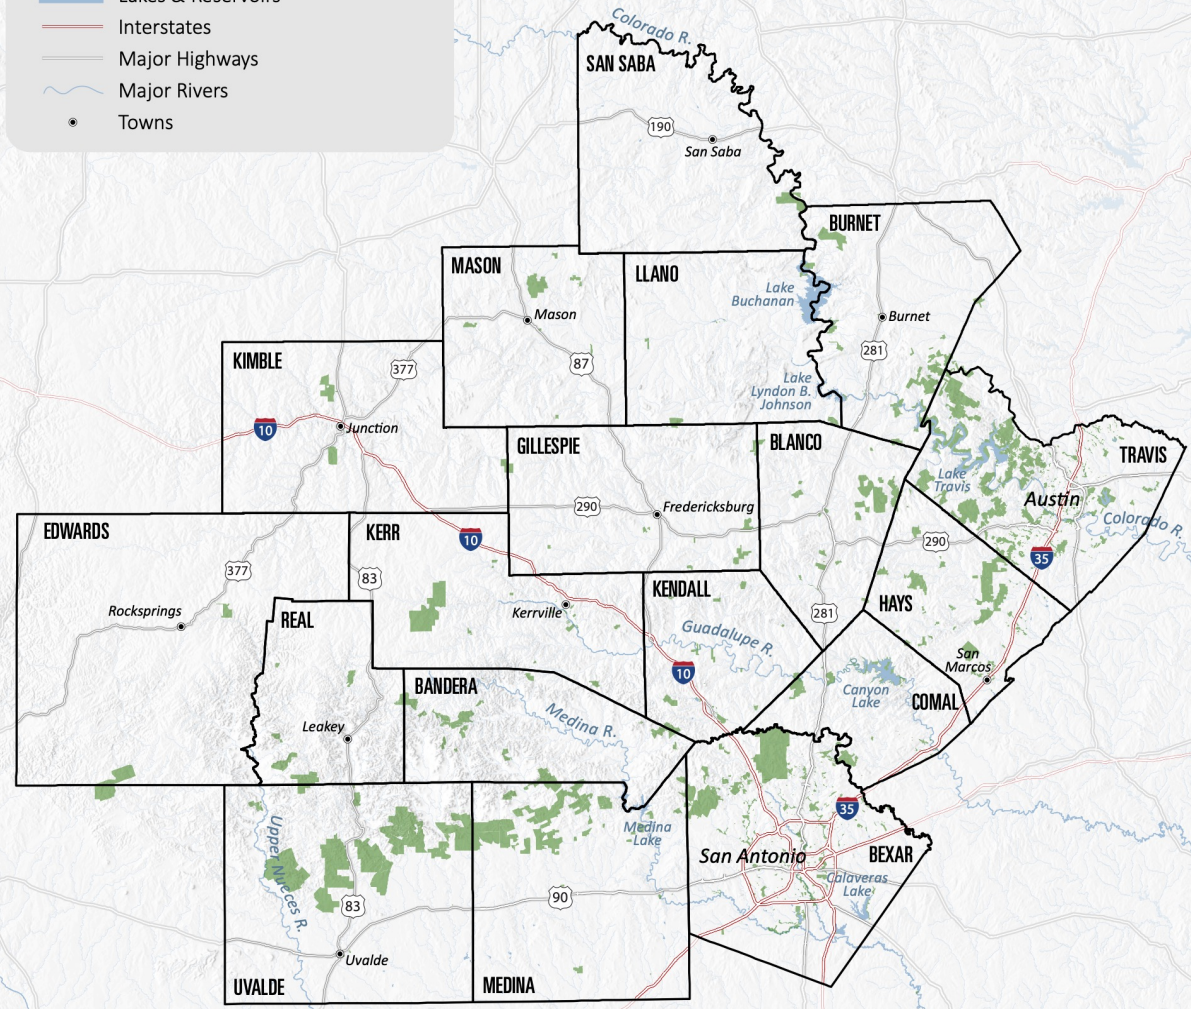 Lakes & Reservoirs
Interstates
Major Highways
Major Rivers
Towns
Colorado R.
SAN SABA
190
San Saba
BURNET
MASON
LLANO
Lake
Buchanan
Mason
Burnet
KIMBLE
377
87
281
Lake
Lyndon B.
Johnson
10
Junction
GILLESPIE
BLANCO
TRAVIS
Lake
Travis
Austin
290
Fredericksburg
Colorado R.
EDWARDS
KERR
10
290
35
377
83
KENDALL
Rocksprings
REAL
Kerrville
281
HAYS
Guadalupe R.
San
Marcos
10
BANDERA
Canyon
Lake
COMAL
Leakey
Medina R.
35
Upper Nueces R.
Medina
Lake
San Antonio
BEXAR
Calaveras
Lake
83
90
Uvalde
UVALDE
MEDINA